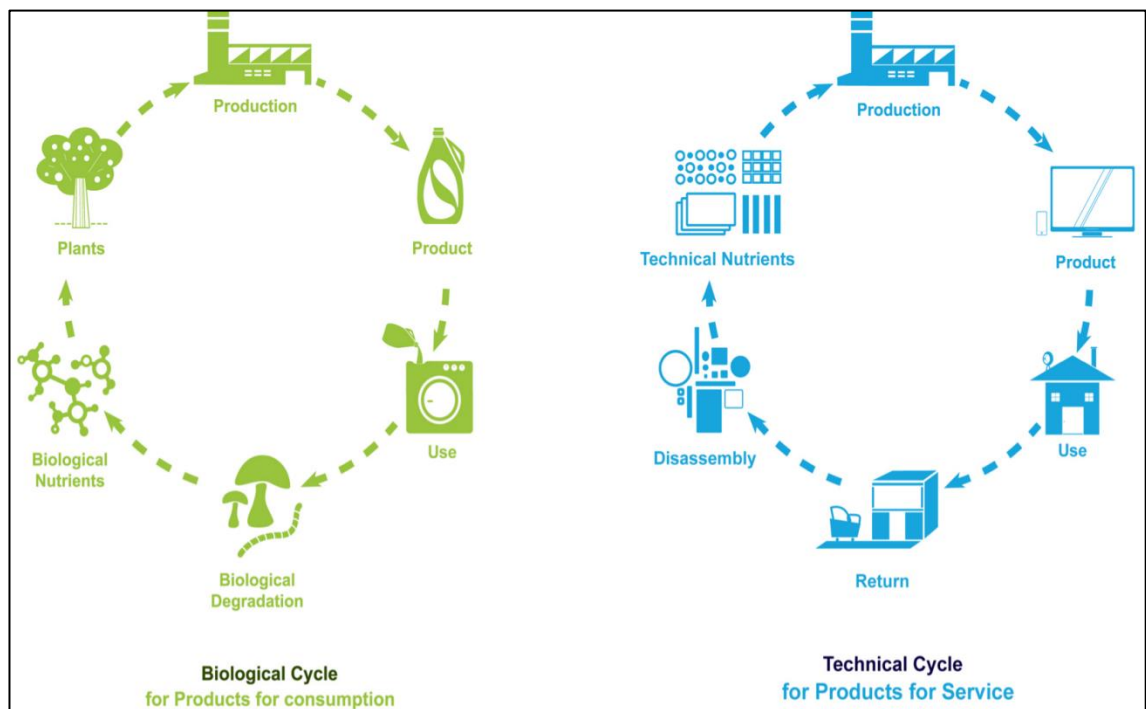 Production
Plants
Product
Biological
Nutrients
Use
Biological
Degradation
Biological Cycle
for Products for consumption
Production
Technical Nutrients
Product
Disassembly
Use
Return
Technical Cycle
for Products for Service